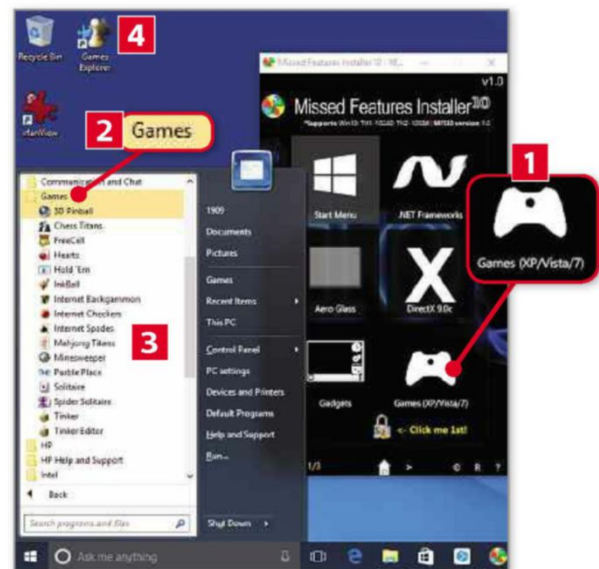 Recycle Bin
Games
Explorer
4
IrfanView
2
Games
Missed Features Installer 10 - M...
v1.0
Missed Features Installer 10
Start Menu
.NET Frameworks
Aero Glass
DirectX 9.0c
Gadgets
Games (XP/Vista/7)
<- Click me 1st!
1/3
>
©
R
?
1
Games (XP/Vista/7)
Communication and Chat
Games
3D Pinball
Chess Titans
FreeCell
Hearts
Hold 'Em
InkBall
Internet Backgammon
Internet Checkers
Internet Spades
Mahjong Titans
Minesweeper
Purble Place
Solitaire
Spider Solitaire
Tinker
Tinker Editor
HP
HP Help and Support
Intel
Back
Search programs and files
3
1909
Documents
Pictures
Games
Recent Items
This PC
Control Panel
PC settings
Devices and Printers
Default Programs
Help and Support
Run...
Shut Down
Ask me anything